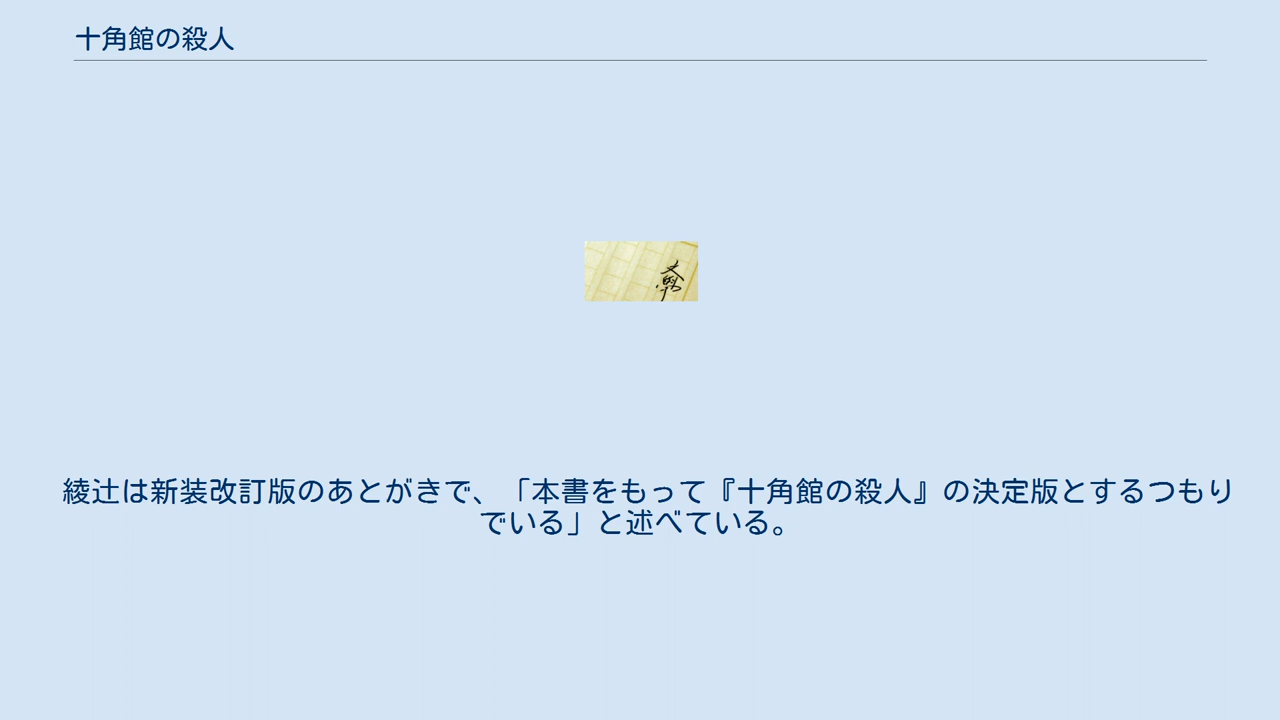 十角館の殺人
綾辻は新装改訂版のあとがきで、「本書をもって『十角館の殺人』の決定版とするつもり
でいる」と述べている。